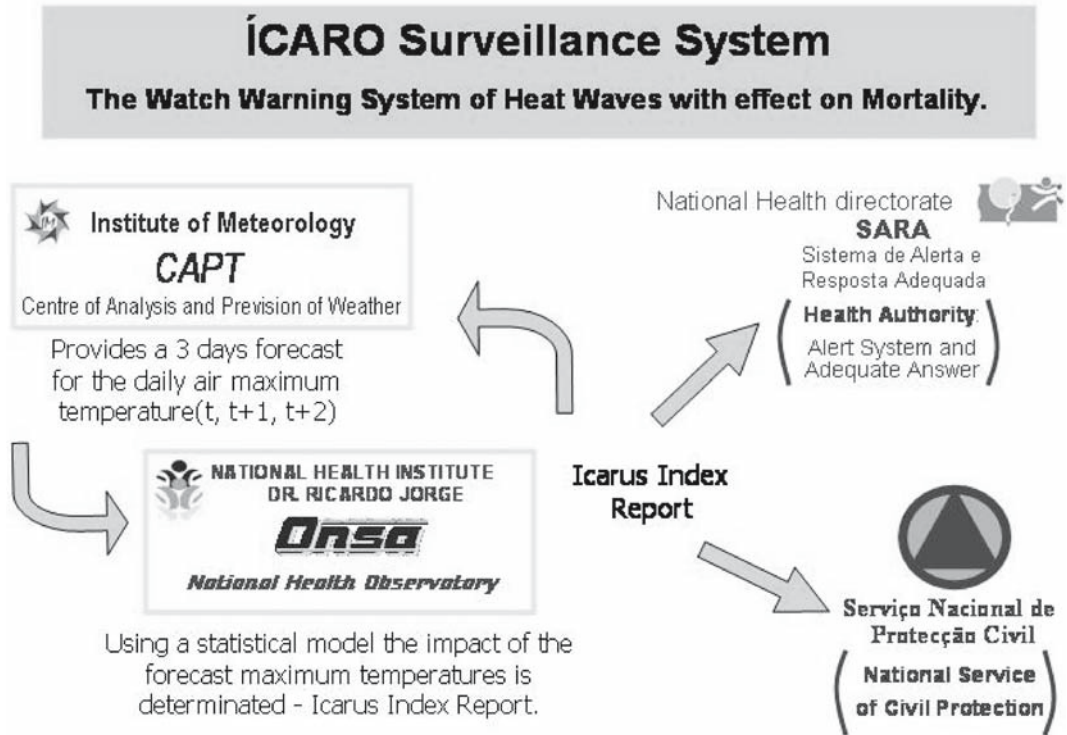 ÍCARO Surveillance System
The Watch Warning System of Heat Waves with effect on Mortality.
IM
Institute of Meteorology
CAPT
Centre of Analysis and Prevision of Weather
Provides a 3 days forecast
for the daily air maximum
temperature(t, t+1, t+2)
NATIONAL HEALTH INSTITUTE
DR. RICARDO JORGE
Onsa
National Health Observatory
Using a statistical model the impact of the
forecast maximum temperatures is
determinated - Icarus Index Report.
Icarus Index
Report
National Health directorate
SARA
Sistema de Alerta e
Resposta Adequada
Health Authority:
Alert System and
Adequate Answer
Serviço Nacional de
Protecção Civil
National Service
of Civil Protection